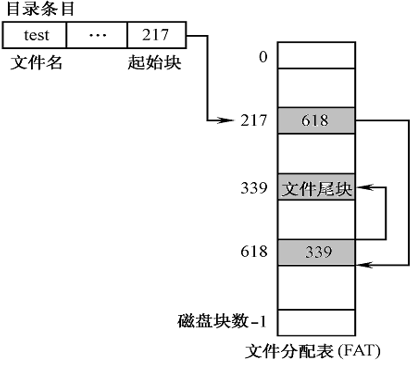 目录条目
test … 217
文件名 起始块
0
217 618
339 文件尾块
618 339
磁盘块数-1
文件分配表(FAT)